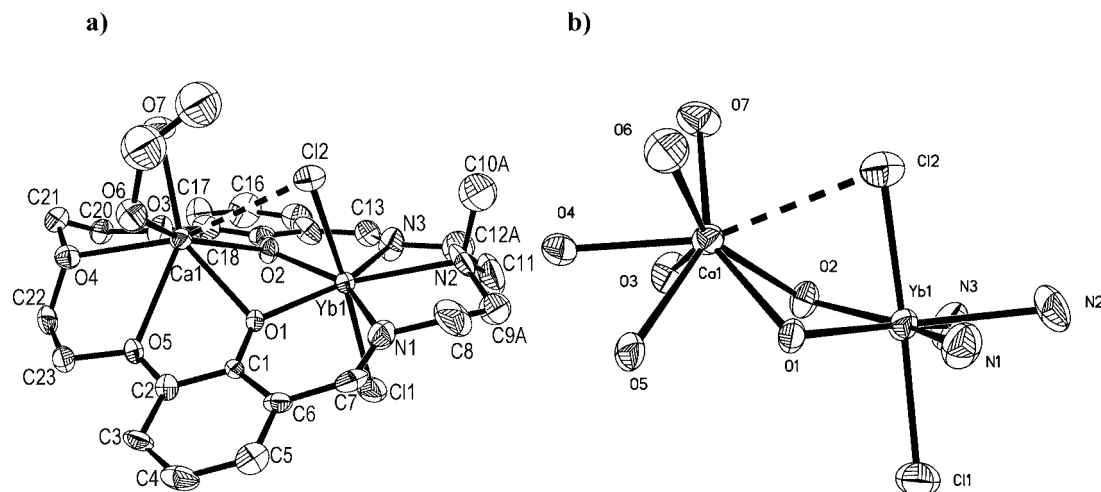 a)
b)
O7
Cl2
C10A
O6
C17
C16
C13
N3
C21
C20
O3
C12A
C18
N2
C11
O4
Ca1
O2
Yb1
C22
O1
C9A
C8
N1
O5
C23
C1
C2
C7
Cl1
C6
C3
C5
C4
O7
O6
Cl2
O4
O3
Ca1
O2
Yb1
N3
N2
O5
O1
N1
Cl1